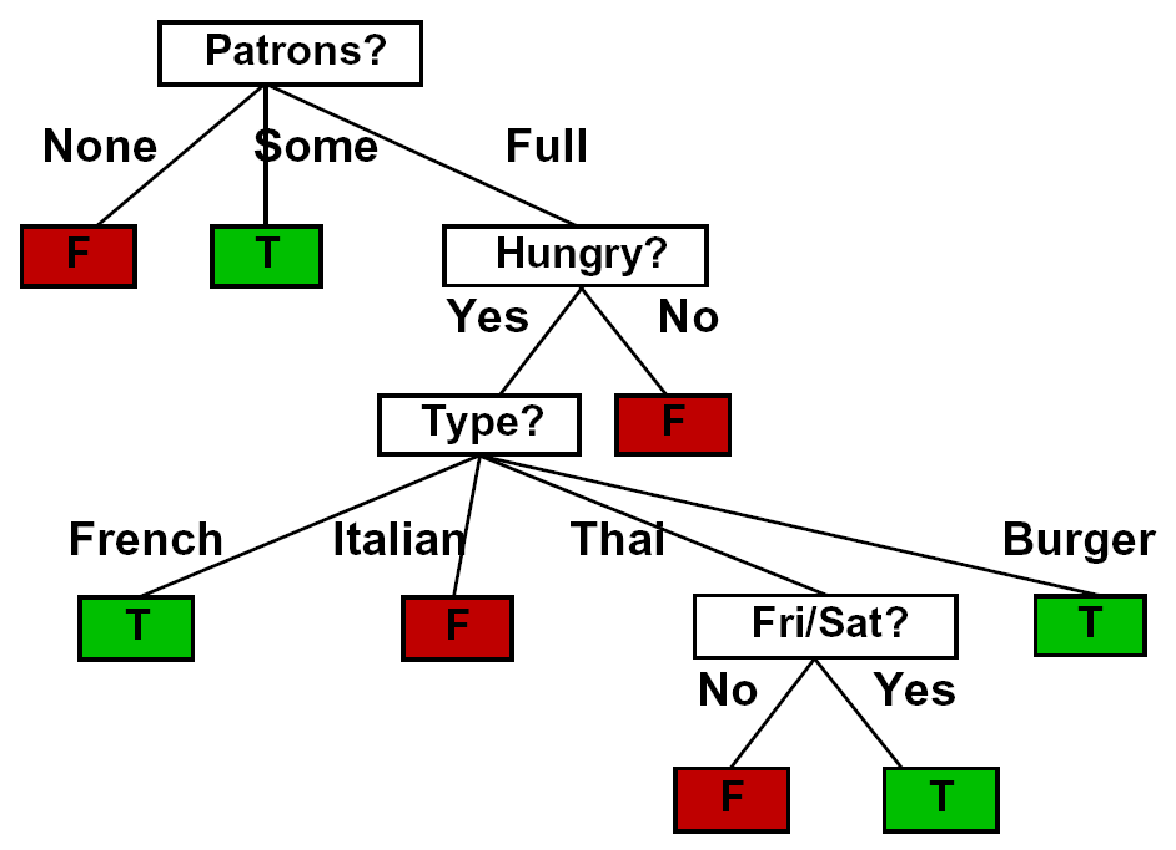 Patrons?
None Some Full
F T Hungry?
Yes No
Type? F
French Italian Thai Burger
T F Fri/Sat? T
No Yes
F T